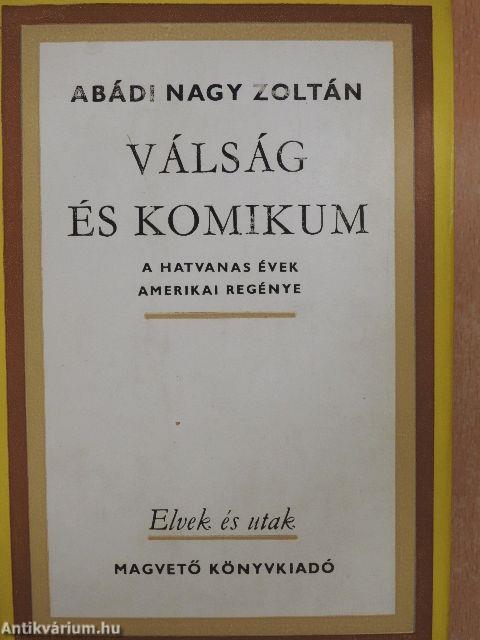 ABÁDI NAGY ZOLTÁN
VÁLSÁG
ÉS KOMIKUM
A HATVANAS ÉVEK
AMERIKAI REGÉNYE
Elvek és utak
MAGVETŐ KÖNYVKIADÓ
Antikvárium.hu